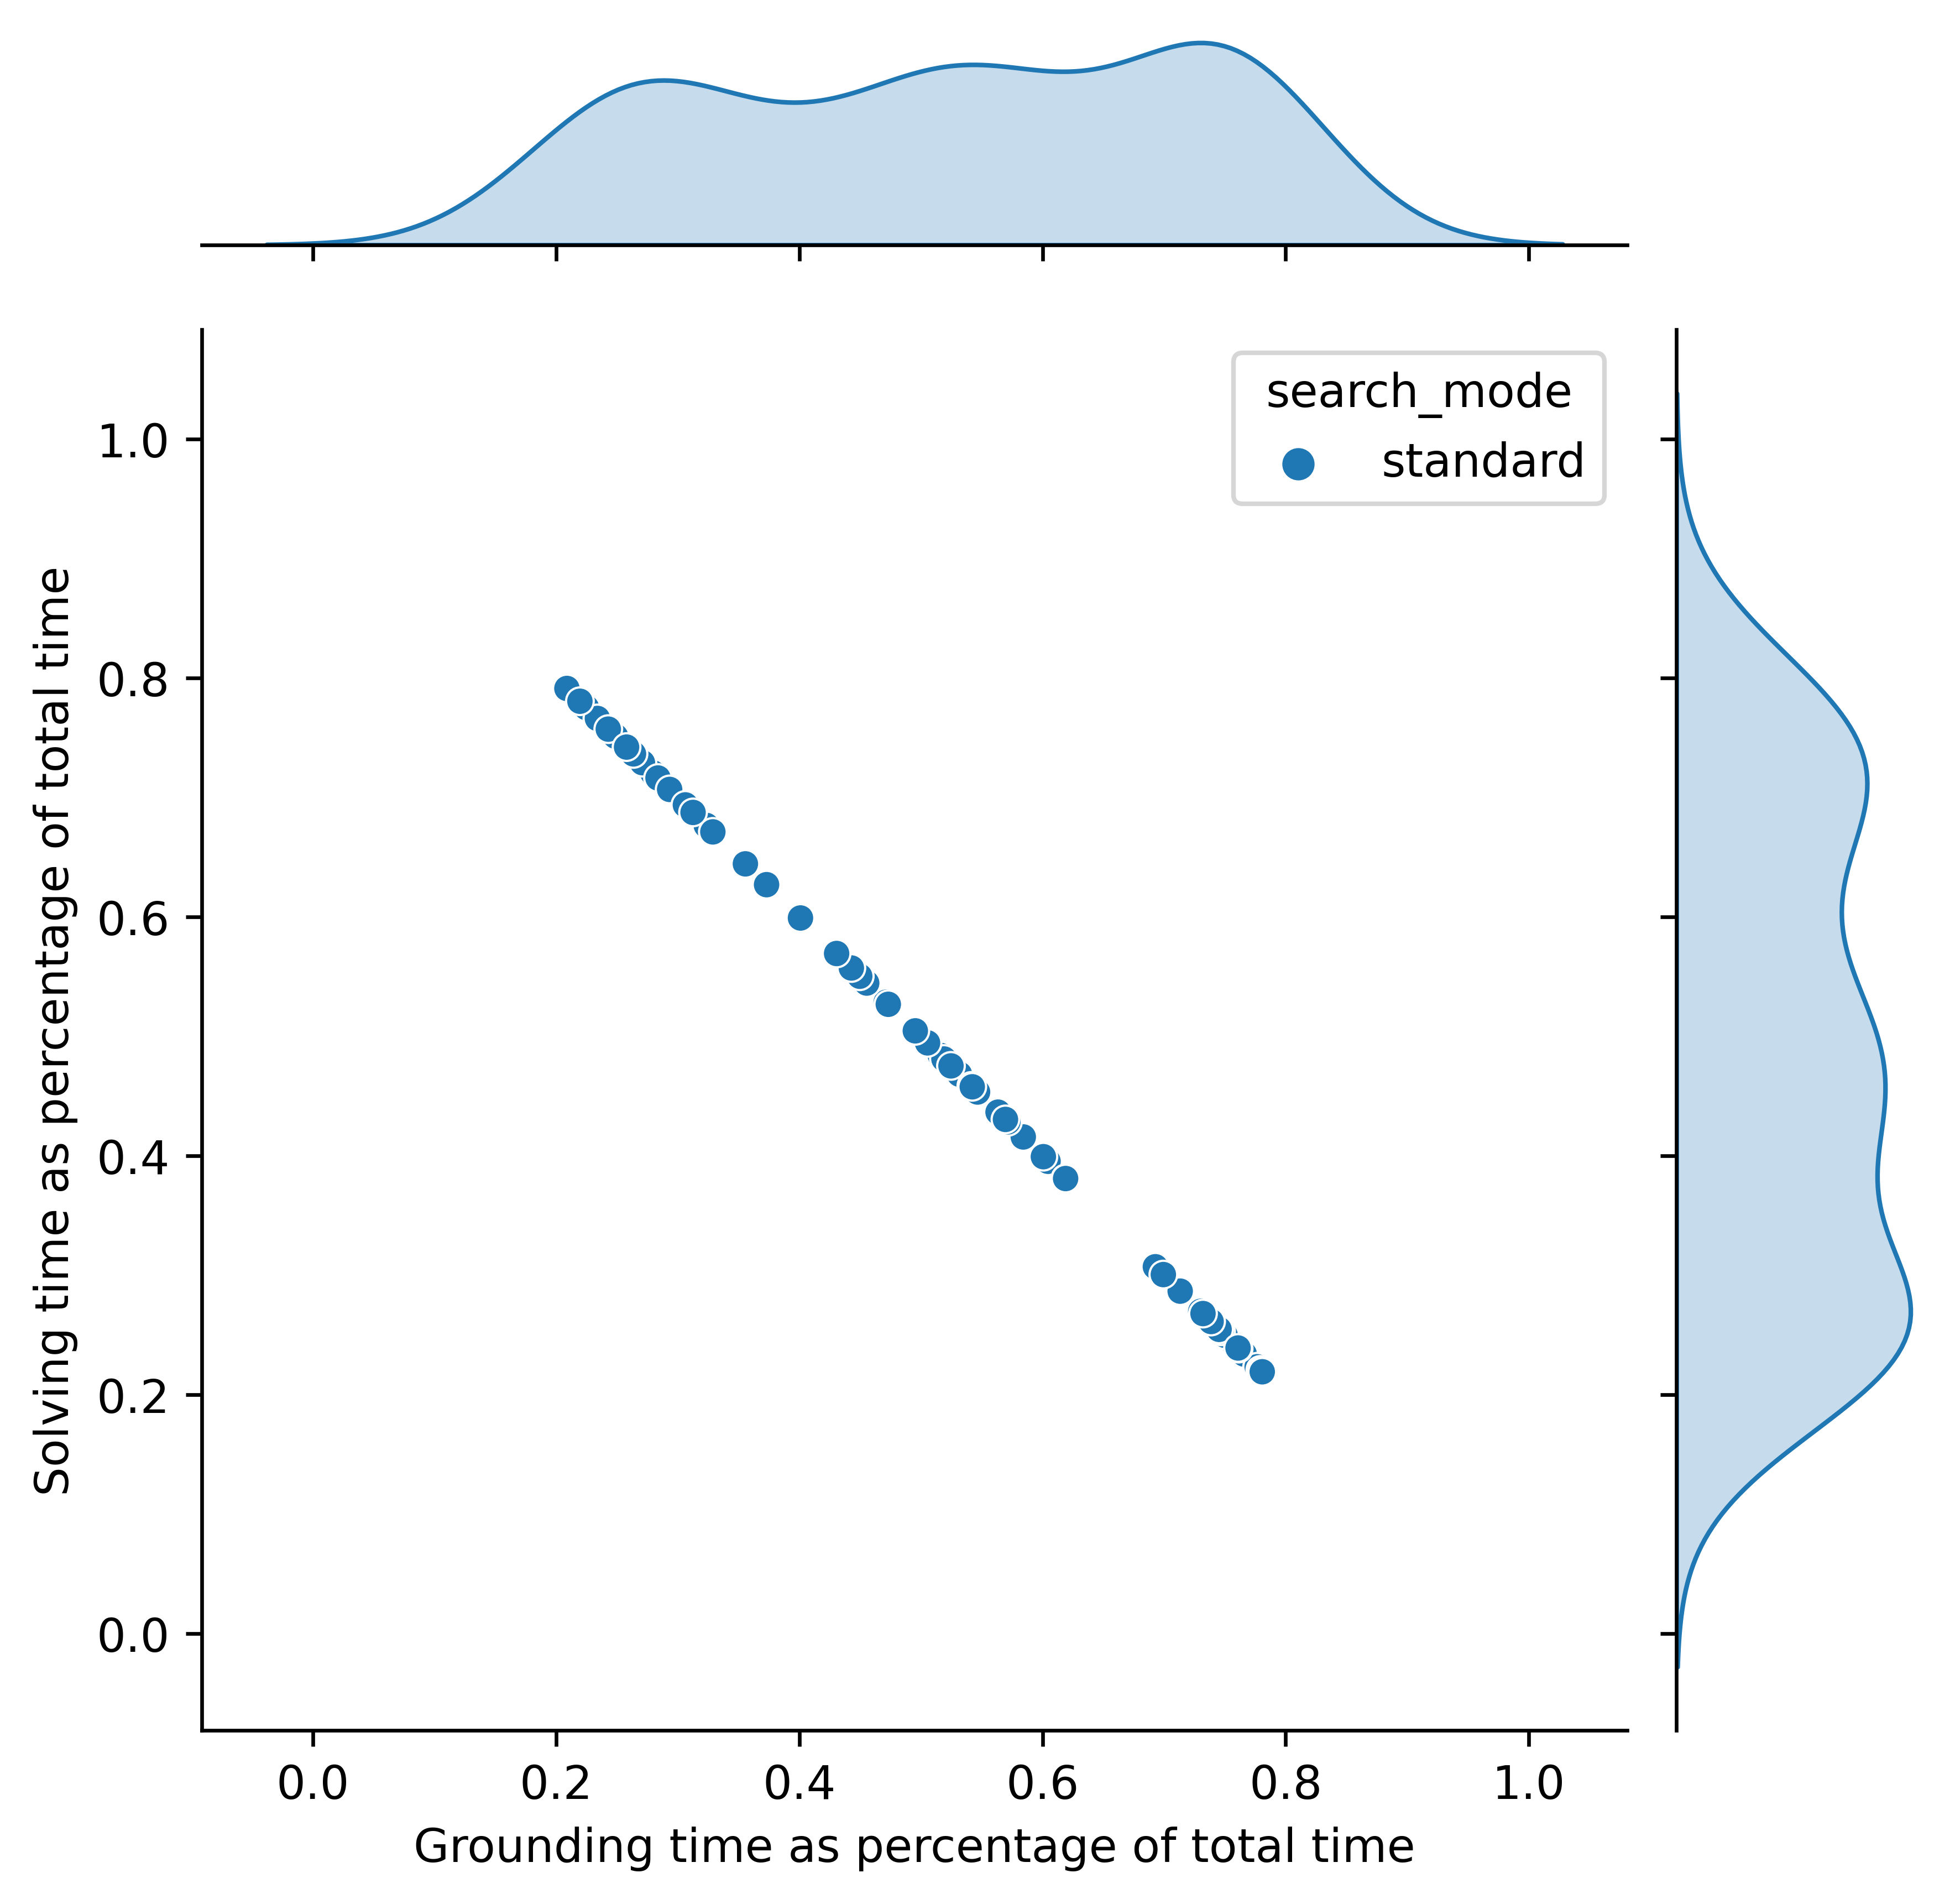 search_mode
standard
Solving time as percentage of total time
1.0
0.8
0.6
0.4
0.2
0.0
0.0 0.2 0.4 0.6 0.8 1.0
Grounding time as percentage of total time